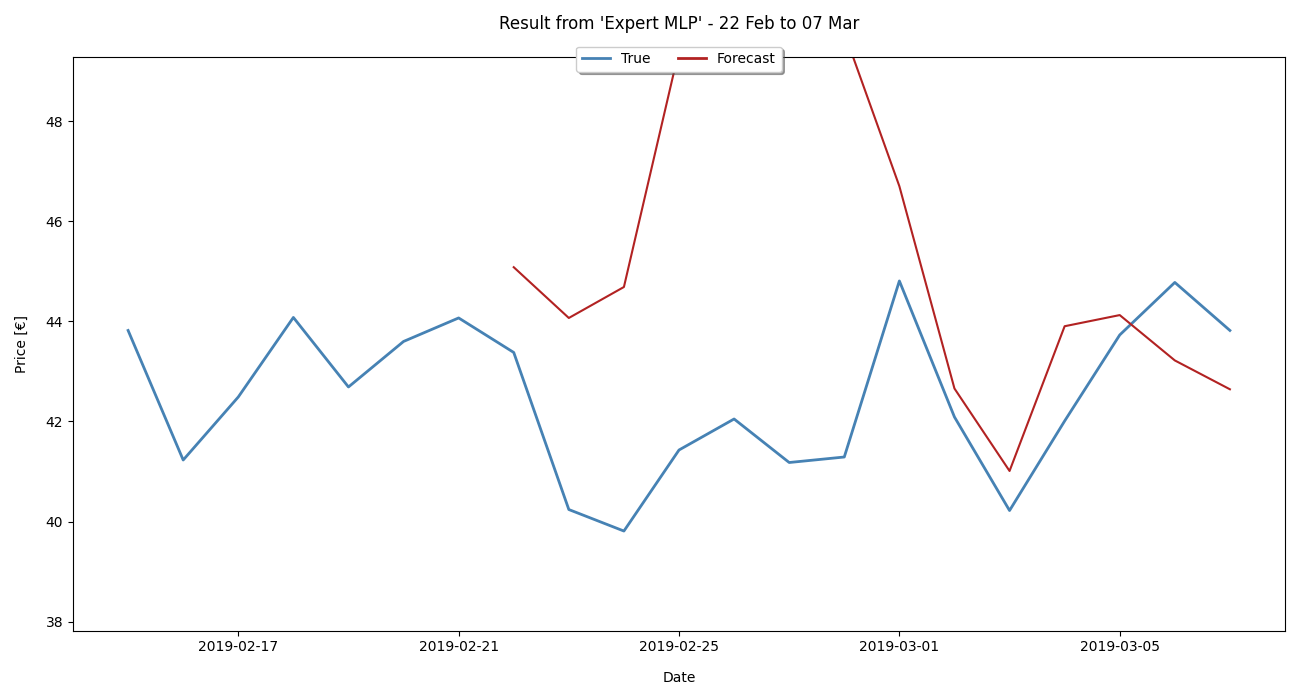 Result from 'Expert MLP' - 22 Feb to 07 Mar
True Forecast
48
46
44
42
40
38
Price [€]
2019-02-17 2019-02-21 2019-02-25 2019-03-01 2019-03-05
Date